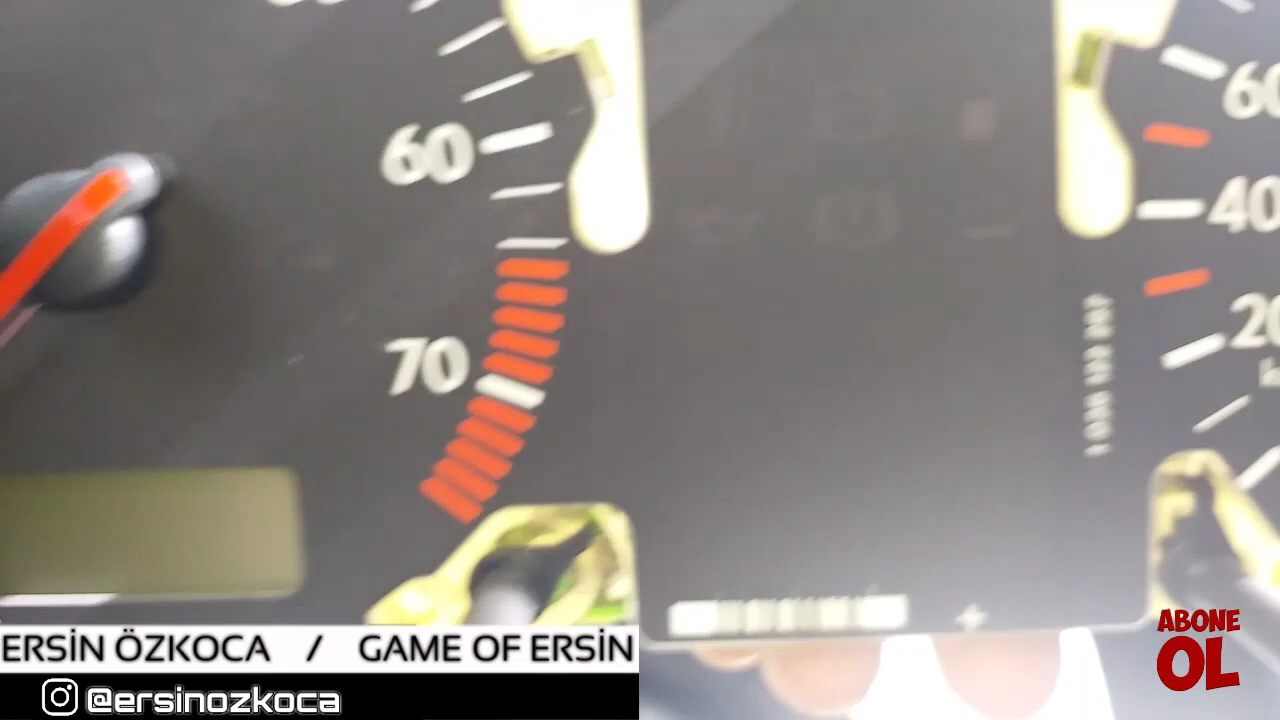 60
60
40
70
20
ERSİN ÖZKOCA / GAME OF ERSİN
@ersinozkoca
ABONE
OL